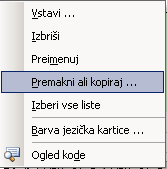 Vstavi ...
Izbriši
Preimenuj
Premakni ali kopiraj ...
Izberi vse liste
Barva jezička kartice ...
Ogled kode